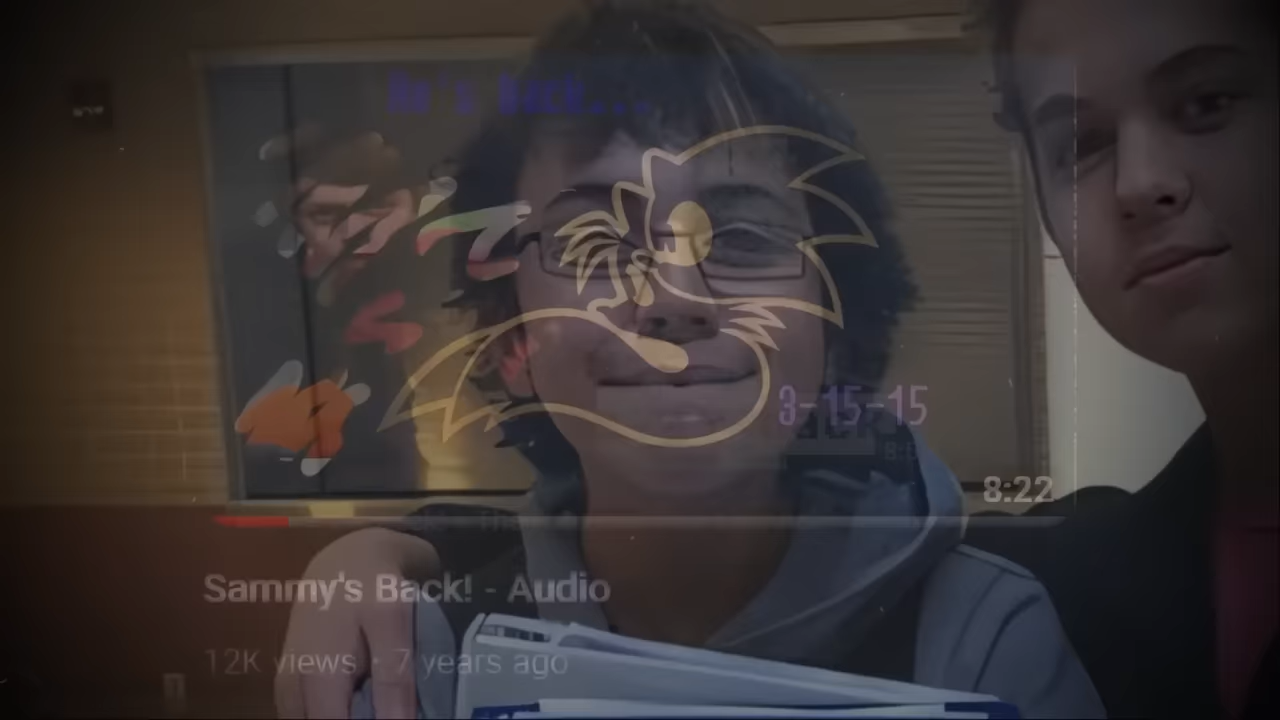 He's back...
3-15-15
8:22
Sammy's Back! - Audio
12K views • 7 years ago